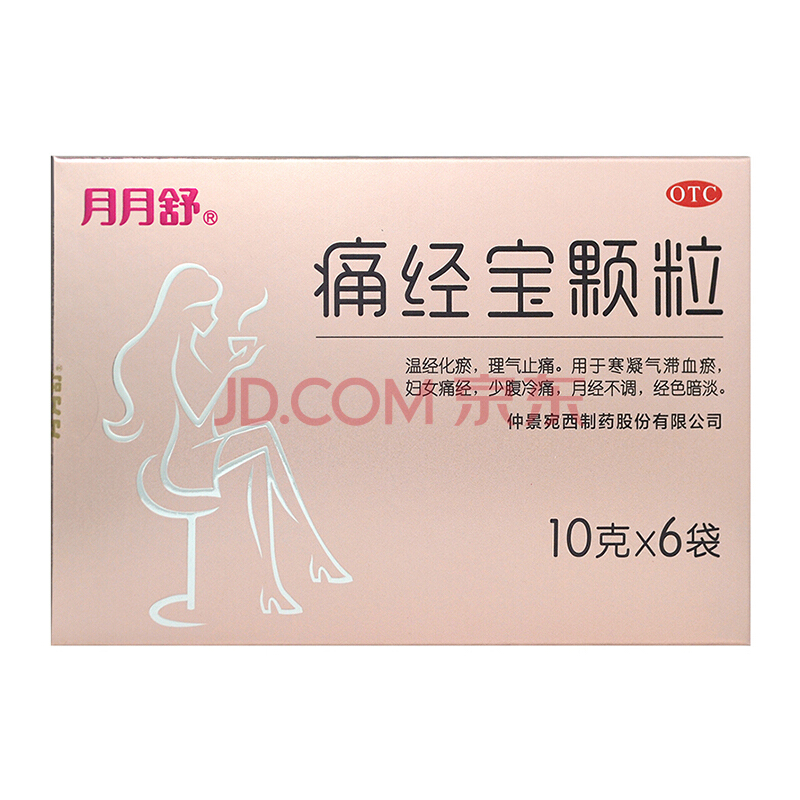 月月舒®
OTC
痛经宝颗粒
温经化瘀，理气止痛。用于寒凝气滞血瘀，
妇女痛经，少腹冷痛，月经不调，经色暗淡。
JD.COM 京东
仲景宛西制药股份有限公司
10克x6袋